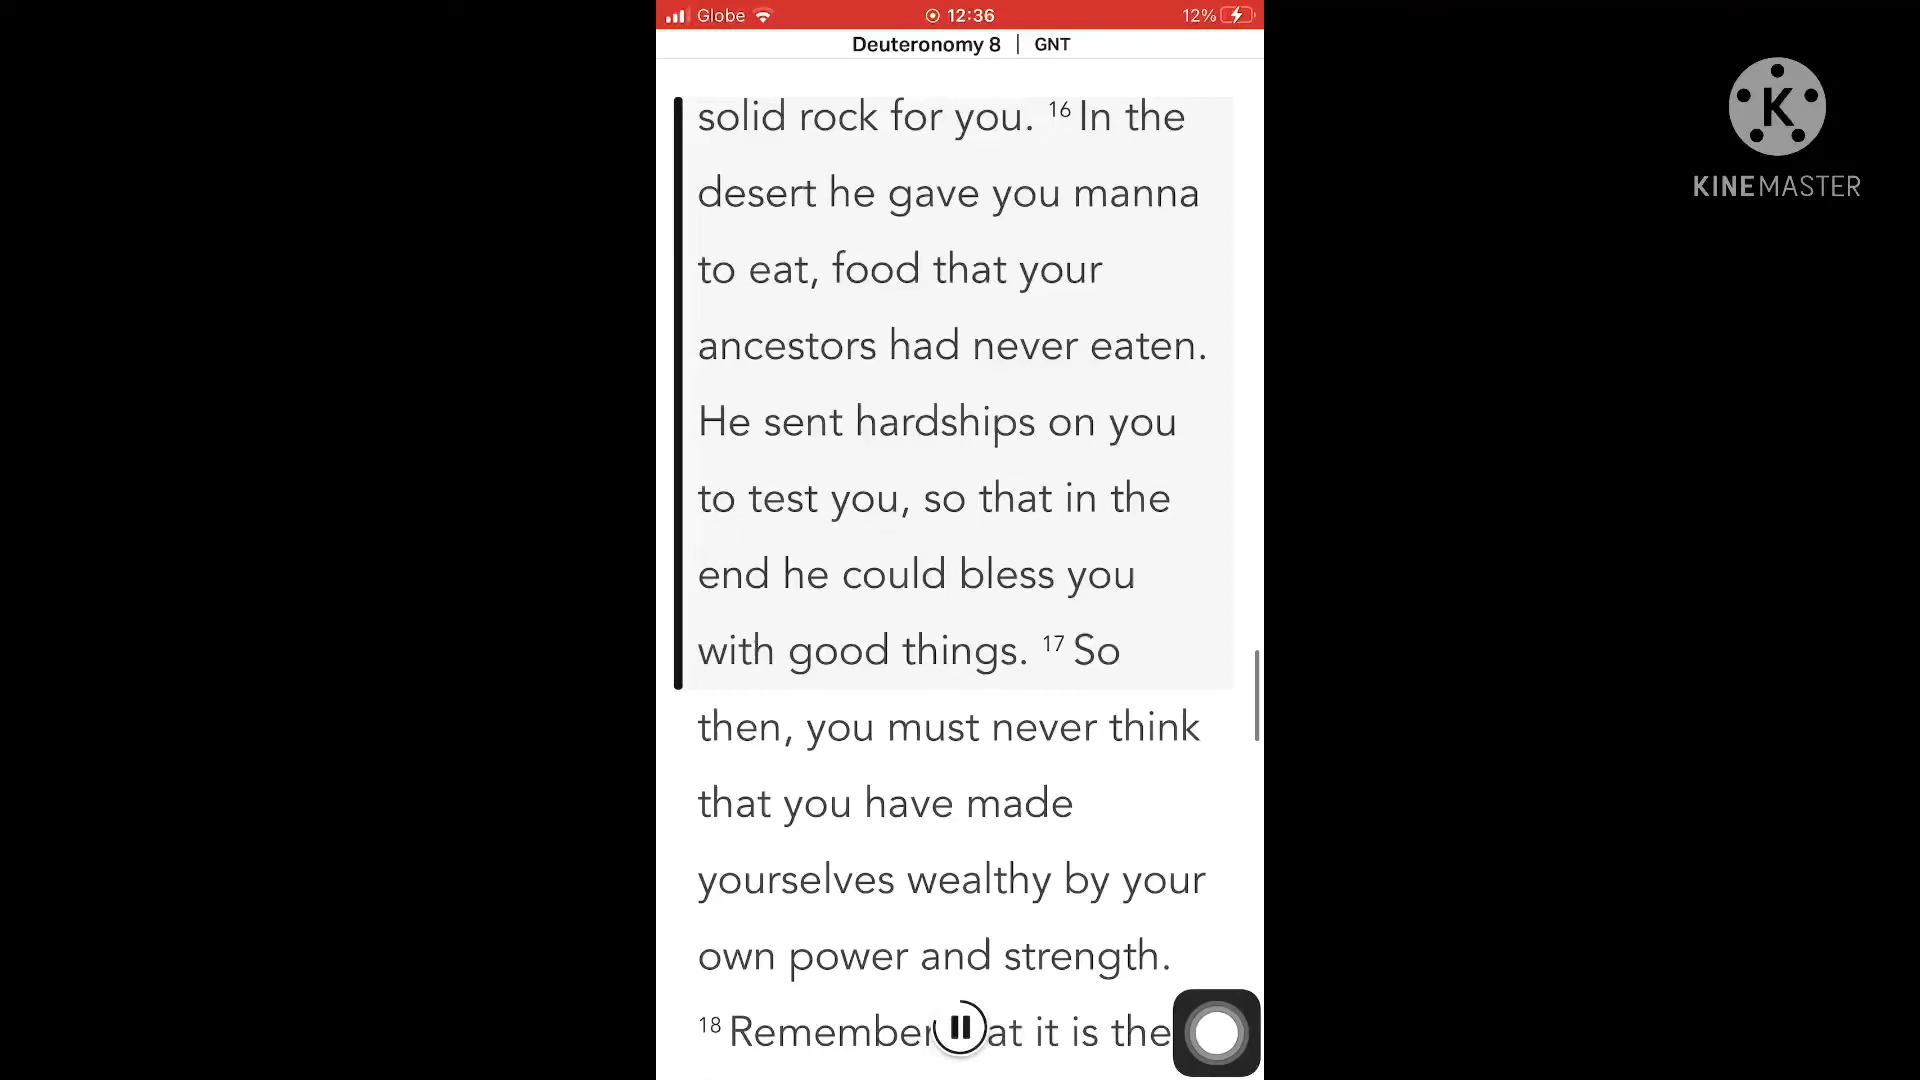 Globe 12:36 12%
Deuteronomy 8 | GNT
K
KINEMASTER
solid rock for you. 16 In the
desert he gave you manna
to eat, food that your
ancestors had never eaten.
He sent hardships on you
to test you, so that in the
end he could bless you
with good things. 17 So
then, you must never think
that you have made
yourselves wealthy by your
own power and strength.
18 Remember at it is the